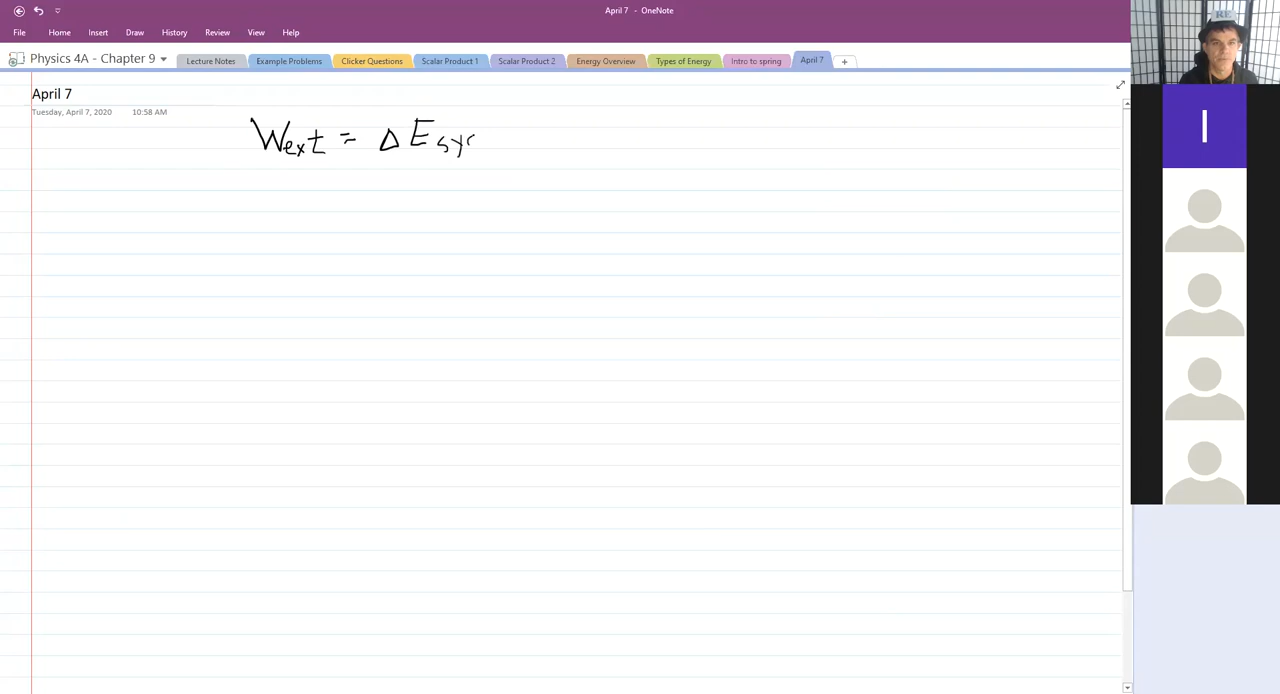 April 7 - OneNote
File Home Insert Draw History Review View Help
Physics 4A - Chapter 9 Lecture Notes Example Problems Clicker Questions Scalar Product 1 Scalar Product 2 Energy Overview Types of Energy Intro to spring April 7 +
April 7
Tuesday, April 7, 2020 10:58 AM
Wext = Δ Esys
RE
I